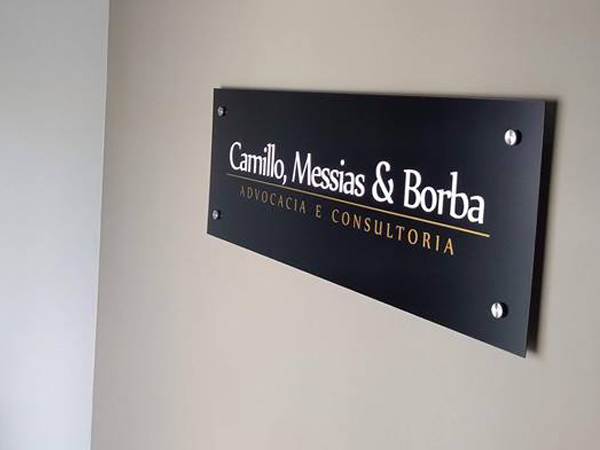 Camillo, Messias & Borba
ADVOCACIA E CONSULTORIA